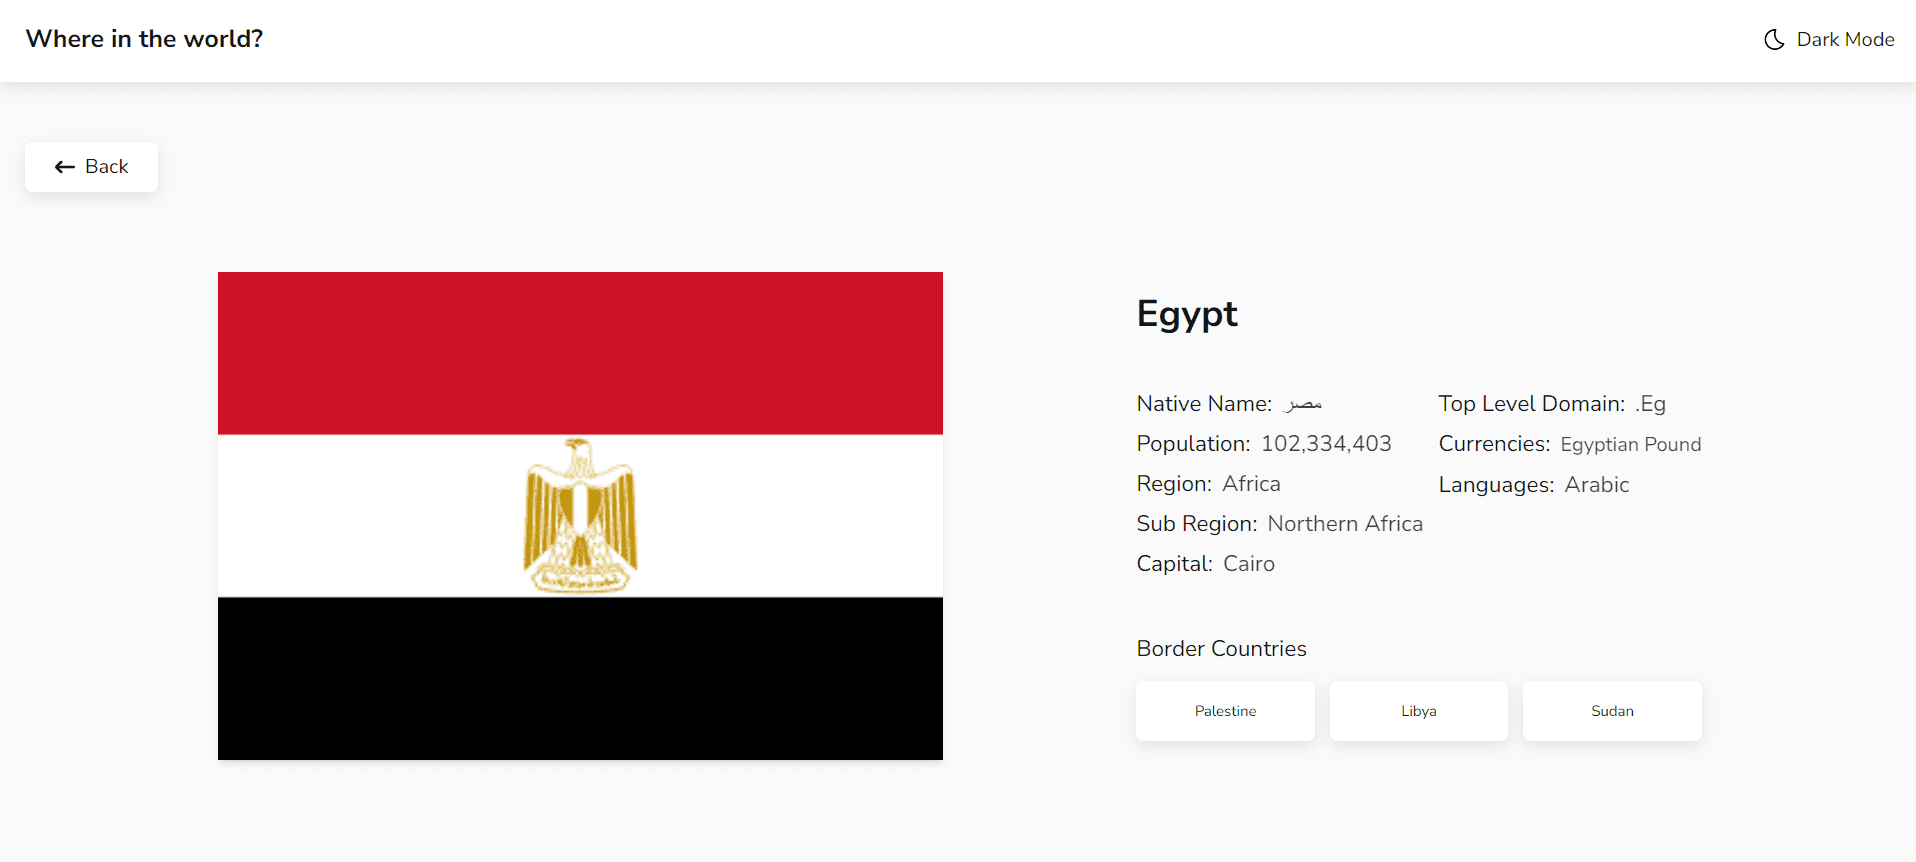 Where in the world?
Dark Mode
Back
Egypt
Native Name: مصر
Population: 102,334,403
Region: Africa
Sub Region: Northern Africa
Capital: Cairo
Top Level Domain: .Eg
Currencies: Egyptian Pound
Languages: Arabic
Border Countries
Palestine
Libya
Sudan